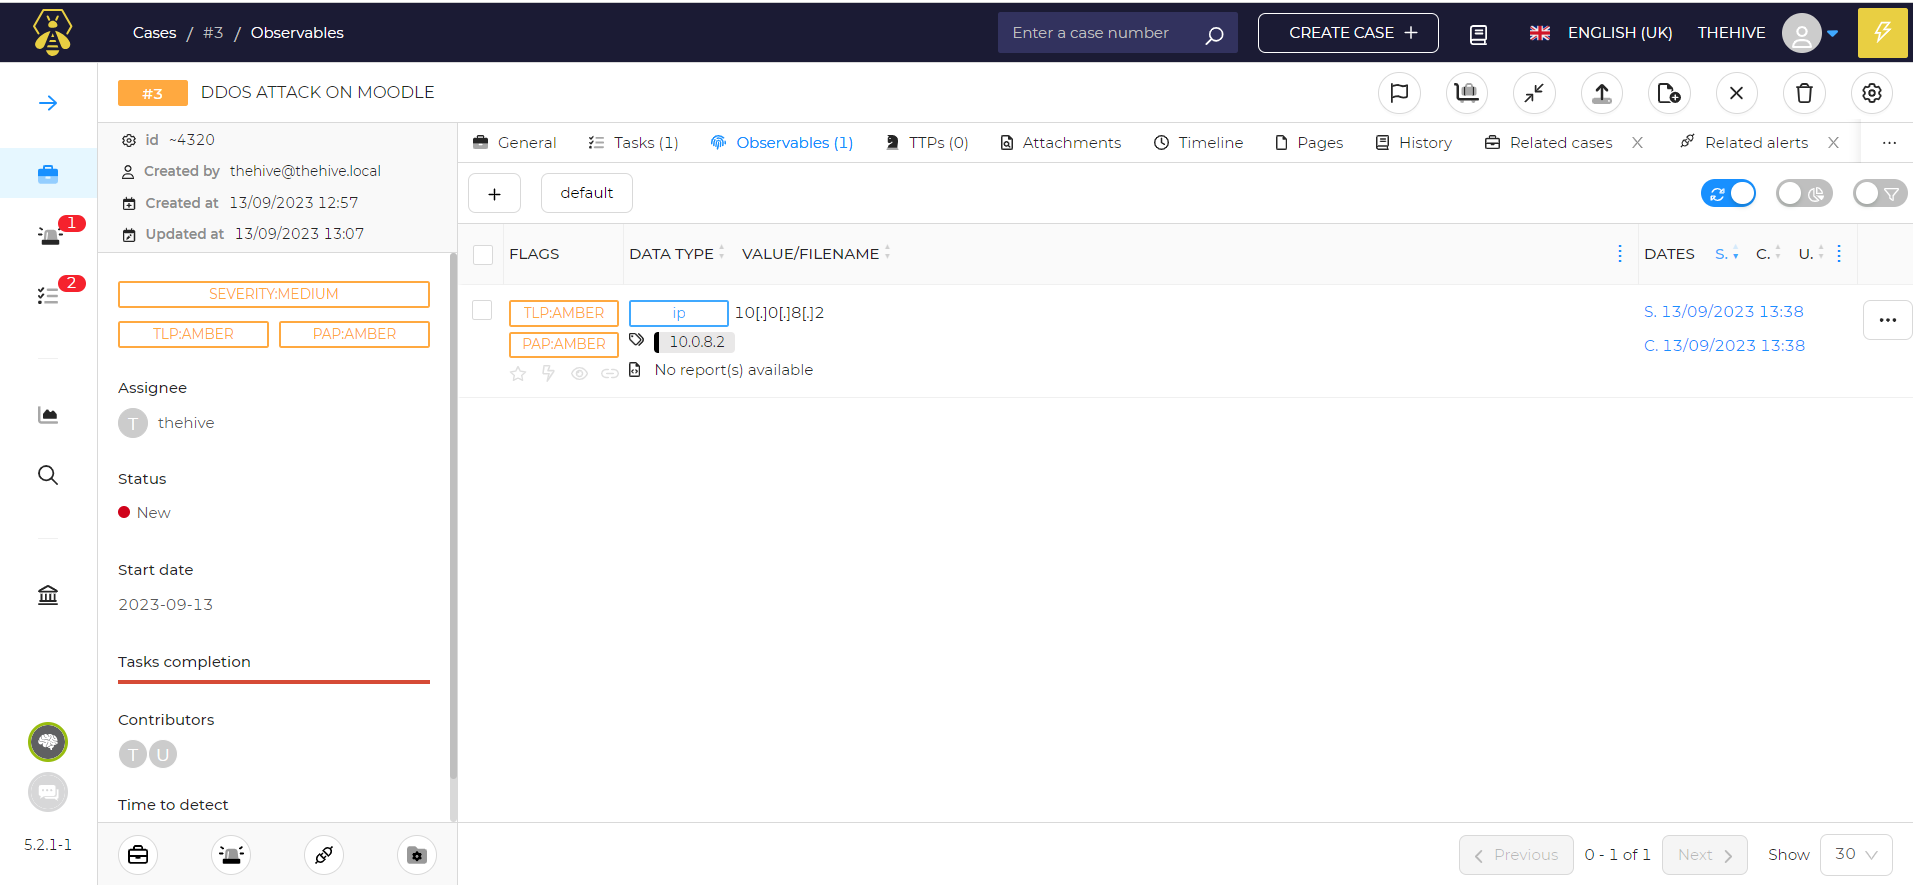 Cases / #3 / Observables
Enter a case number
CREATE CASE +
ENGLISH (UK)
THEHIVE
#3 DDOS ATTACK ON MOODLE
id ~4320
Created by thehive@thehive.local
Created at 13/09/2023 12:57
Updated at 13/09/2023 13:07
General
Tasks (1)
Observables (1)
TTPs (0)
Attachments
Timeline
Pages
History
Related cases X
Related alerts X
...
+
default
1
2
SEVERITY:MEDIUM
TLP:AMBER
PAP:AMBER
Assignee
T thehive
Status
New
Start date
2023-09-13
Tasks completion
Contributors
T U
Time to detect
5.2.1-1
FLAGS
DATA TYPE
VALUE/FILENAME
DATES S. C. U.
TLP:AMBER
PAP:AMBER
ip
10[.]0[.]8[.]2
10.0.8.2
No report(s) available
S. 13/09/2023 13:38
C. 13/09/2023 13:38
...
Previous
0 - 1 of 1
Next
Show
30